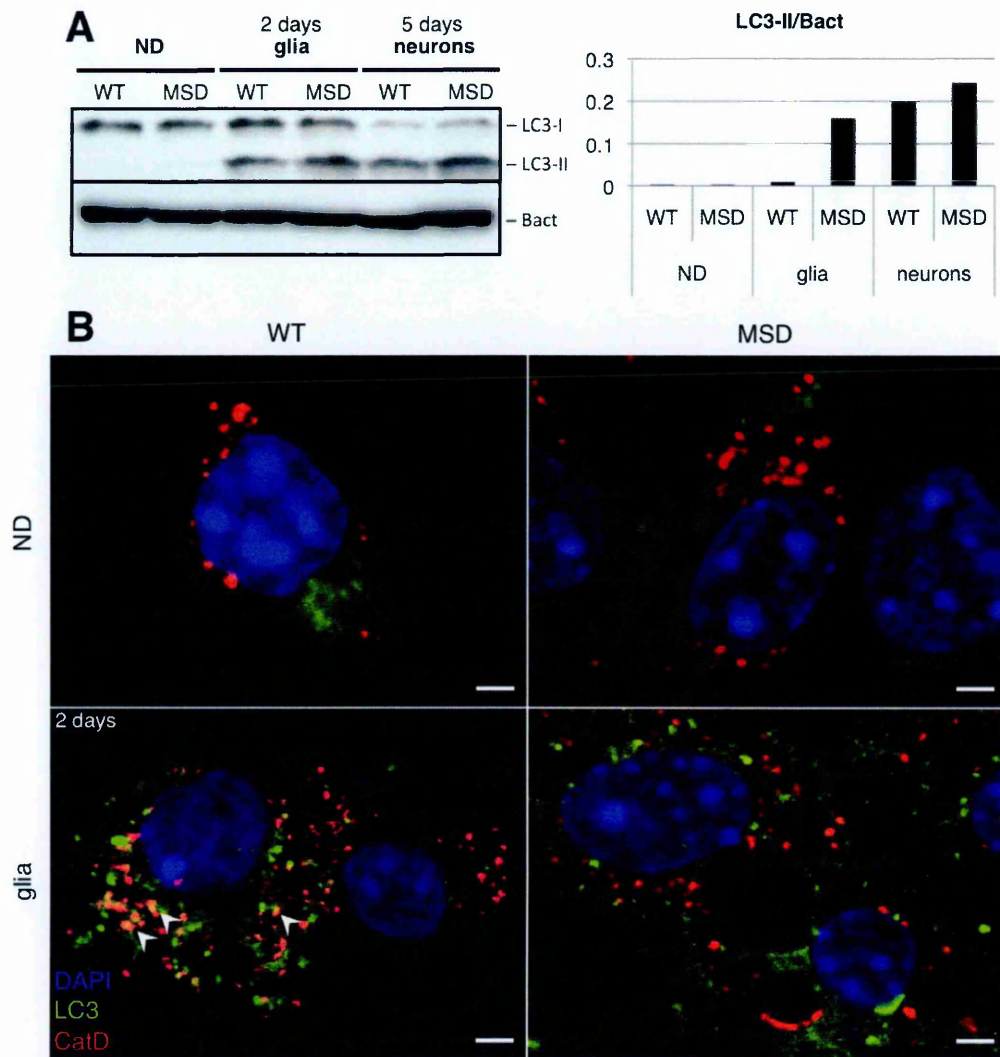 A
ND
2 days
glia
5 days
neurons
WT MSD WT MSD WT MSD
– LC3-I
– LC3-II
– Bact
LC3-II/Bact
0.3
0.2
0.1
0
WT MSD WT MSD WT MSD
ND glia neurons
B
WT MSD
ND
2 days
glia
DAPI
LC3
CatD